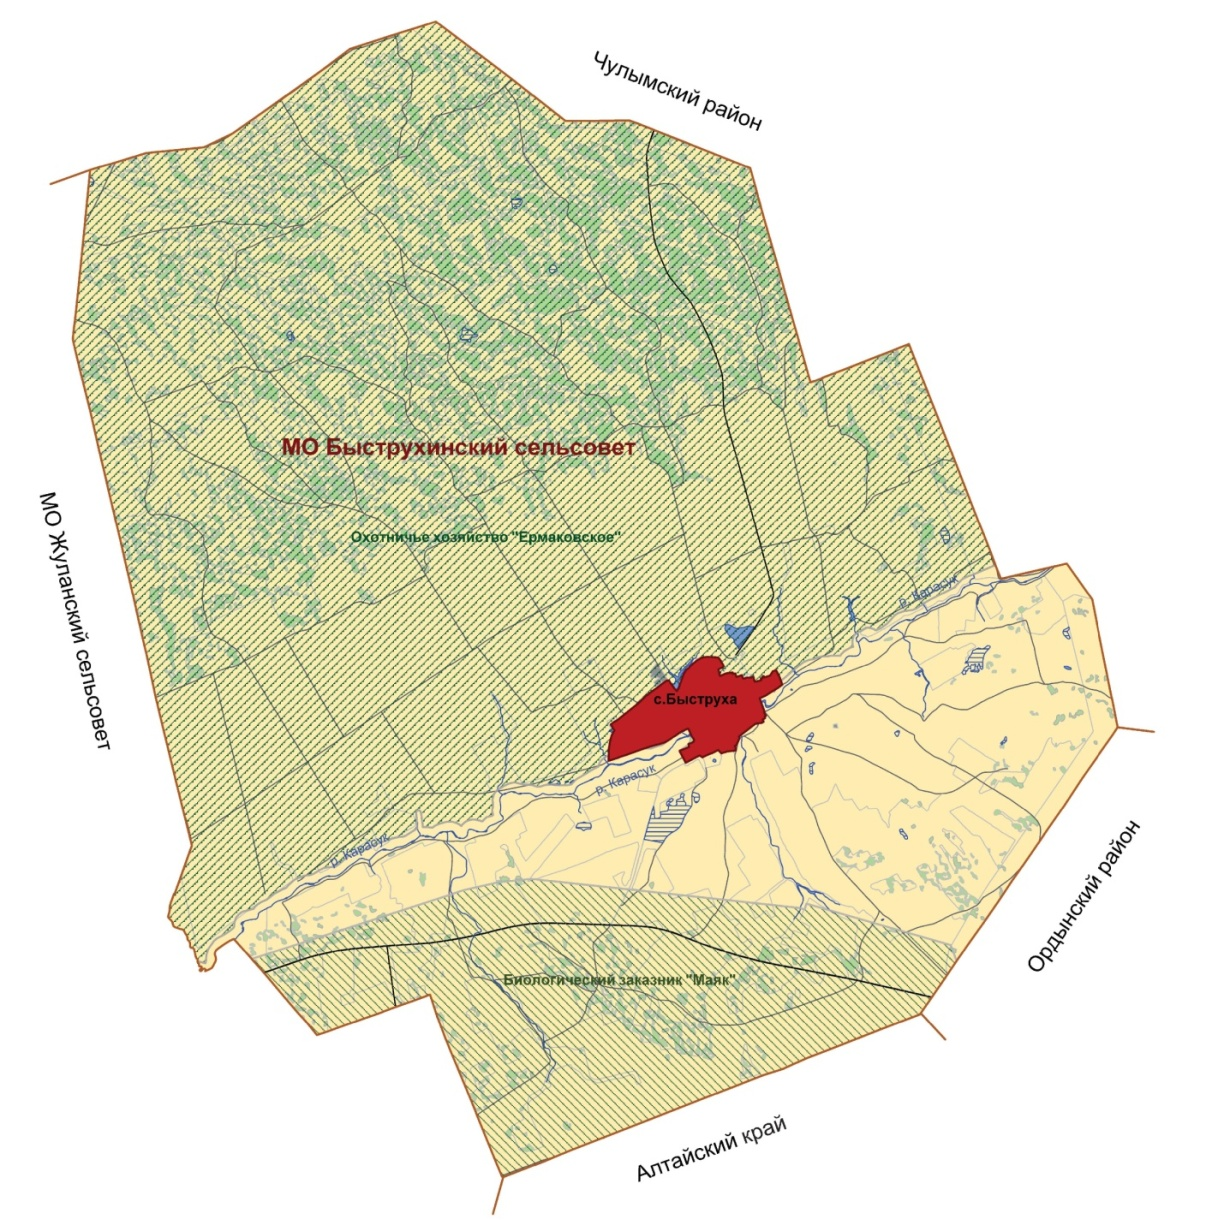 Чулымский район
МО Быструхинский сельсовет
МО Жуланский сельсовет
Охотничье хозяйство "Ермаковское"
р. Карасук
с.Быструха
р. Карасук
р. Карасук
Ордынский район
Биологический заказник "Маяк"
Алтайский край